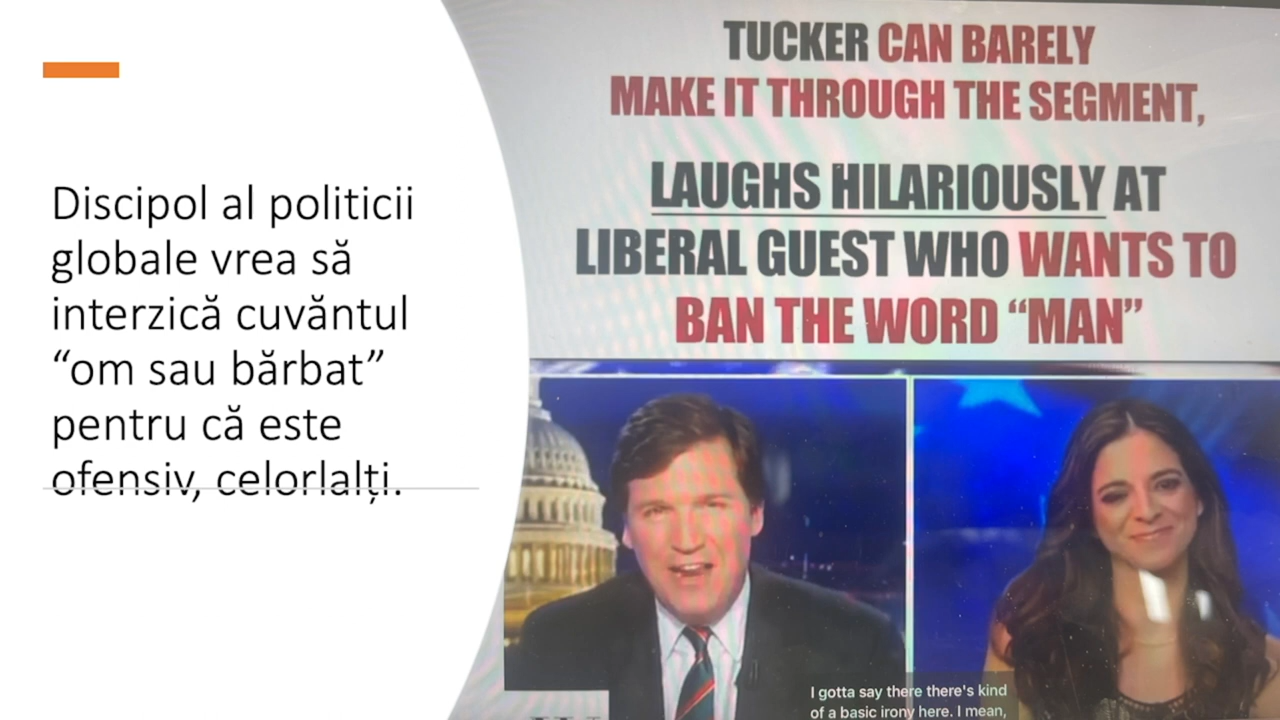 Discipol al politicii
globale vrea să
interzică cuvăntul
“om sau bărbat”
pentru că este
ofensiv, celorlalți.
TUCKER CAN BARELY
MAKE IT THROUGH THE SEGMENT,
LAUGHS HILARIOUSLY AT
LIBERAL GUEST WHO WANTS TO
BAN THE WORD “MAN”
I gotta say there there's kind
of a basic irony here. I mean,